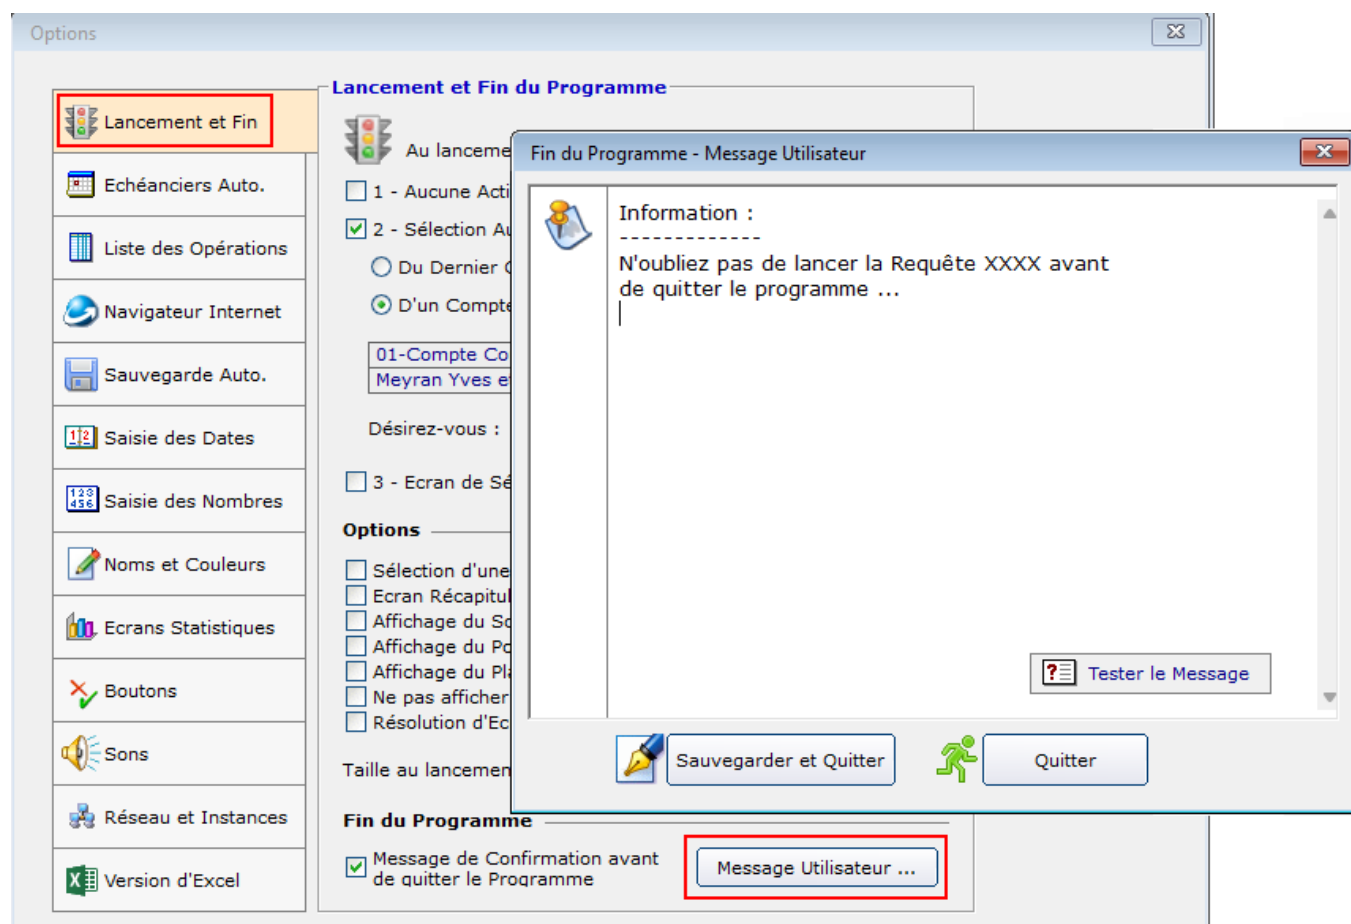 Options
Lancement et Fin
Echéanciers Auto.
Liste des Opérations
Navigateur Internet
Sauvegarde Auto.
Saisie des Dates
Saisie des Nombres
Noms et Couleurs
Ecrans Statistiques
Boutons
Sons
Réseau et Instances
Version d'Excel
Lancement et Fin du Programme
Au lanceme
1 - Aucune Acti
2 - Sélection Au
Du Dernier
D'un Compte
01-Compte Co
Meyran Yves e
Désirez-vous :
3 - Ecran de Sé
Options
Sélection d'une
Ecran Récapitul
Affichage du So
Affichage du Po
Affichage du Pla
Ne pas afficher
Résolution d'Ec
Taille au lancemen
Fin du Programme
Message de Confirmation avant
de quitter le Programme
Message Utilisateur ...
Fin du Programme - Message Utilisateur
Information :
-------------
N'oubliez pas de lancer la Requête XXXX avant
de quitter le programme ...
Tester le Message
Sauvegarder et Quitter
Quitter